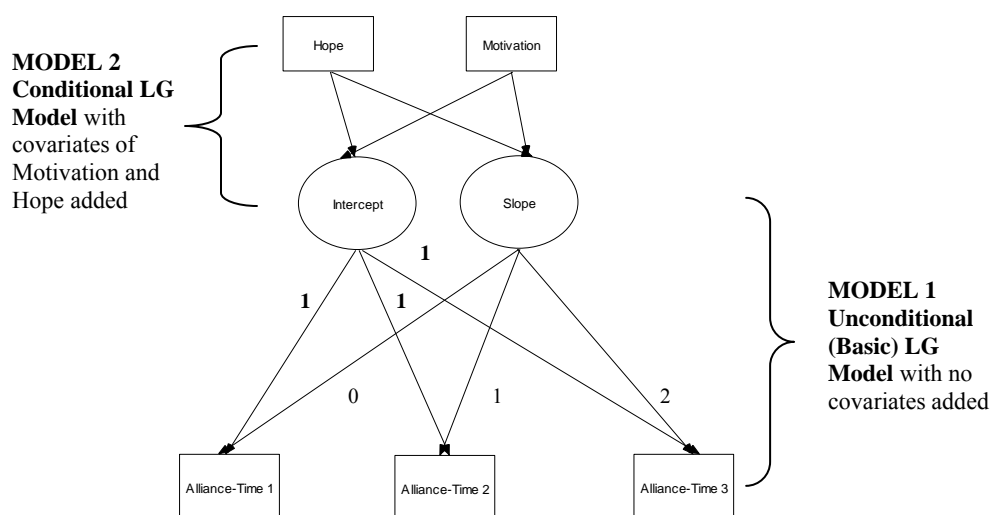 Hope
Motivation
MODEL 2
Conditional LG
Model with
covariates of
Motivation and
Hope added
Intercept
Slope
1
1
1
0
1
2
MODEL 1
Unconditional
(Basic) LG
Model with no
covariates added
Alliance-Time 1
Alliance-Time 2
Alliance-Time 3